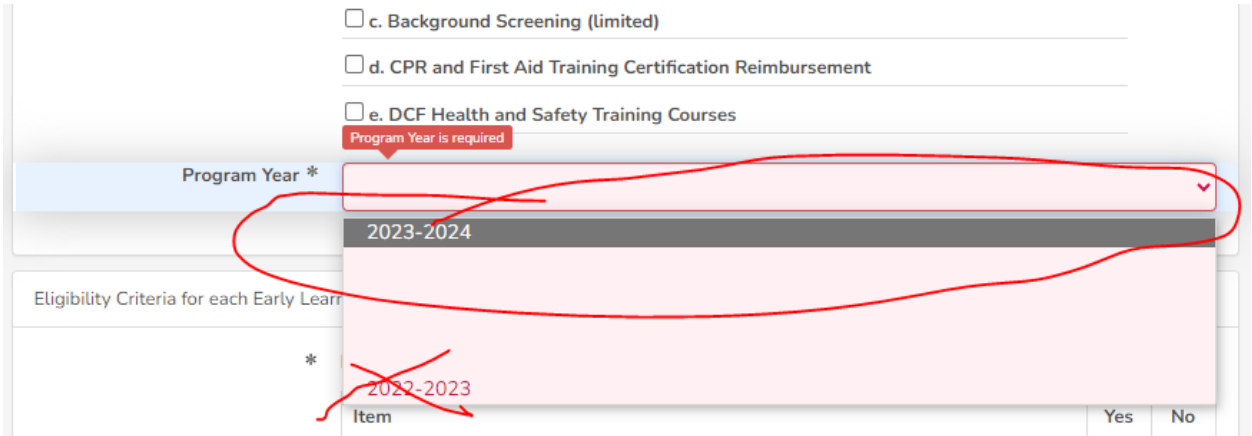 c. Background Screening (limited)
d. CPR and First Aid Training Certification Reimbursement
e. DCF Health and Safety Training Courses
Program Year is required
Program Year *
2023-2024
Eligibility Criteria for each Early Lear
*
2022-2023
Item Yes No